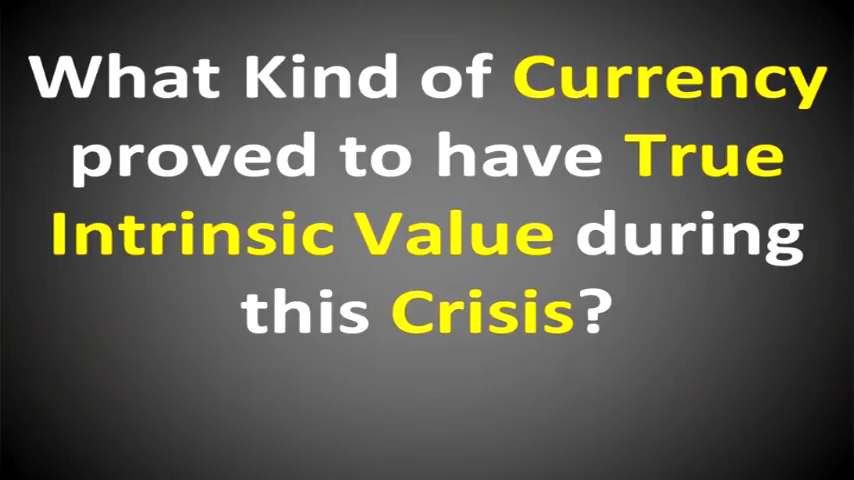 What Kind of Currency
proved to have True
Intrinsic Value during
this Crisis?